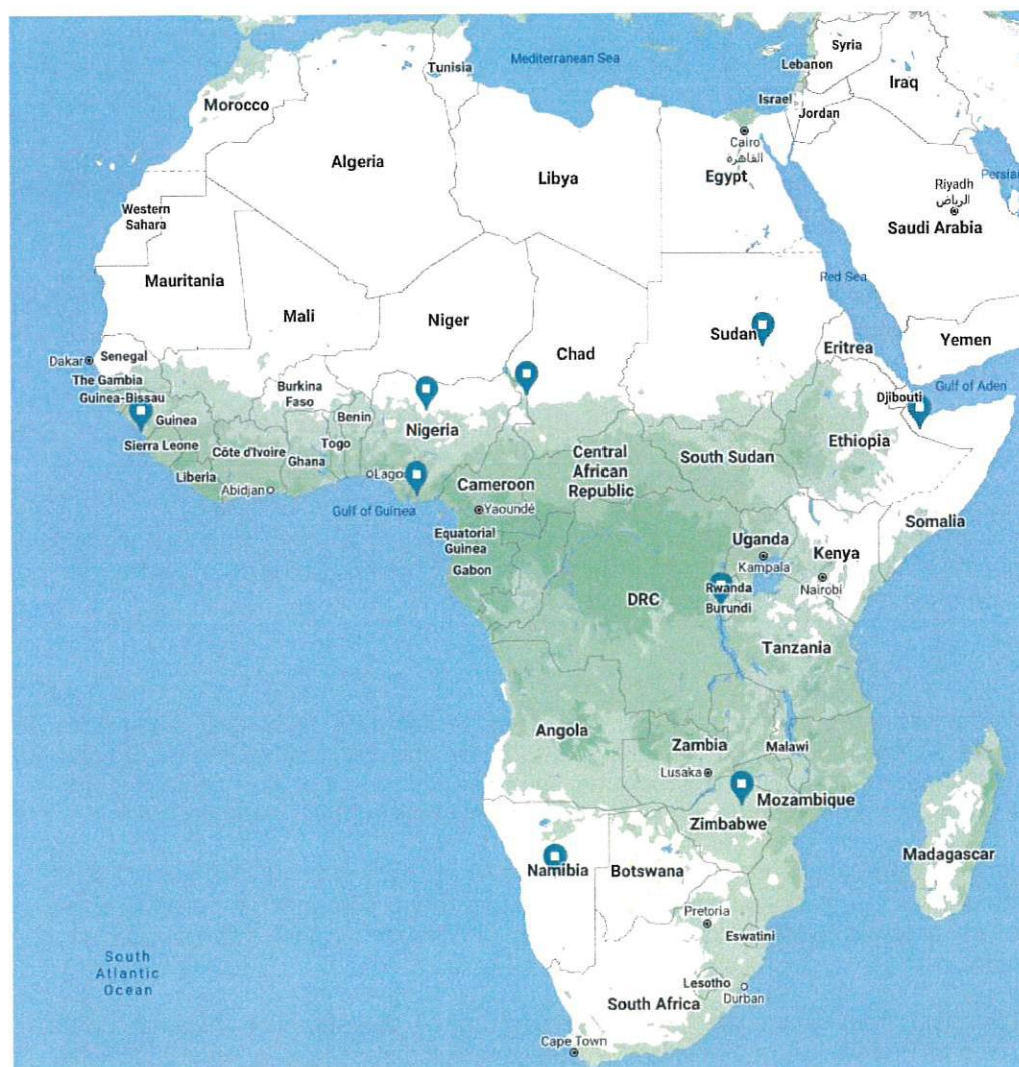 Mediterranean Sea
Syria
Lebanon
Iraq
Tunisia
Morocco
Israel
Jordan
Cairo
القاهرة
Algeria
Libya
Egypt
Persian
Riyadh
الرياض
Western
Sahara
Saudi Arabia
Mauritania
Red Sea
Mali
Niger
Sudan
Chad
Yemen
Eritrea
Dakar
Senegal
The Gambia
Guinea-Bissau
Burkina
Faso
Gulf of Aden
Djibouti
Guinea
Benin
Nigeria
Sierra Leone
Togo
Côte d'Ivoire
Ghana
Ethiopia
Central
African
Republic
South Sudan
Liberia
Lagos
Cameroon
Abidjan
Gulf of Guinea
Yaoundé
Somalia
Equatorial
Guinea
Gabon
Uganda
Kampala
Kenya
Nairobi
Rwanda
Burundi
DRC
Tanzania
Angola
Zambia
Malawi
Lusaka
Mozambique
Zimbabwe
Madagascar
Namibia
Botswana
Pretoria
Eswatini
South
Atlantic
Ocean
Lesotho
Durban
South Africa
Cape Town